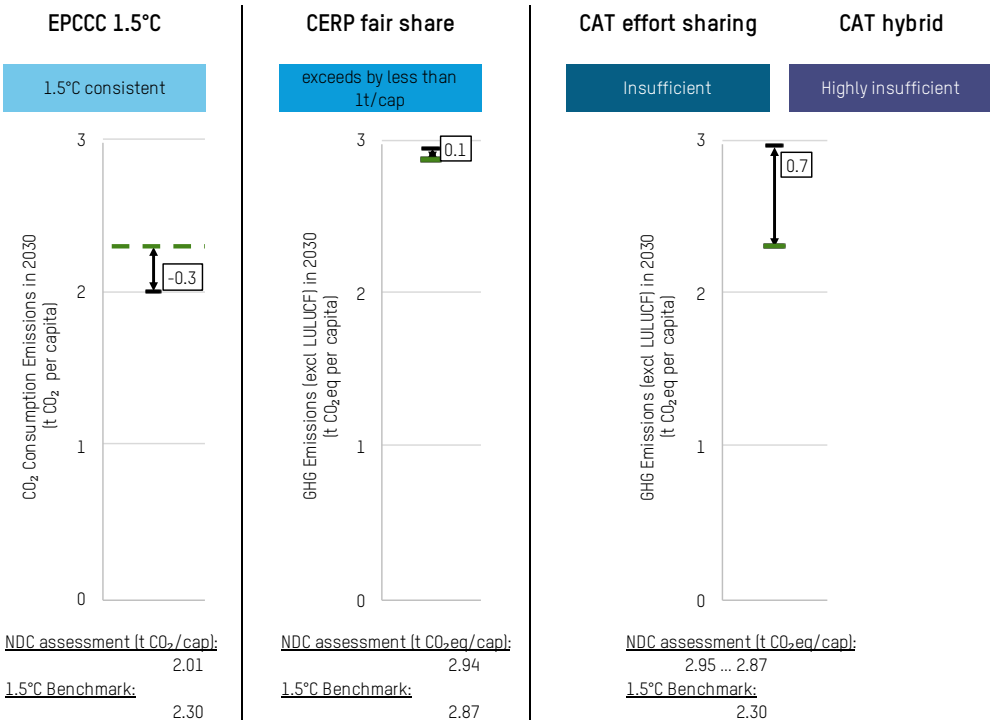 EPCCC 1.5°C
1.5°C consistent
3
2
1
0
CO₂ Consumption Emissions in 2030
(t CO₂ per capita)
-0.3
NDC assessment (t CO₂/cap):
2.01
1.5°C Benchmark:
2.30
CERP fair share
exceeds by less than
1t/cap
3
2
1
0
GHG Emissions (excl LULUCF) in 2030
(t CO₂eq per capita)
0.1
NDC assessment (t CO₂eq/cap):
2.94
1.5°C Benchmark:
2.87
CAT effort sharing
CAT hybrid
Insufficient
Highly insufficient
3
2
1
0
GHG Emissions (excl LULUCF) in 2030
(t CO₂eq per capita)
0.7
NDC assessment (t CO₂eq/cap):
2.95 ... 2.87
1.5°C Benchmark:
2.30